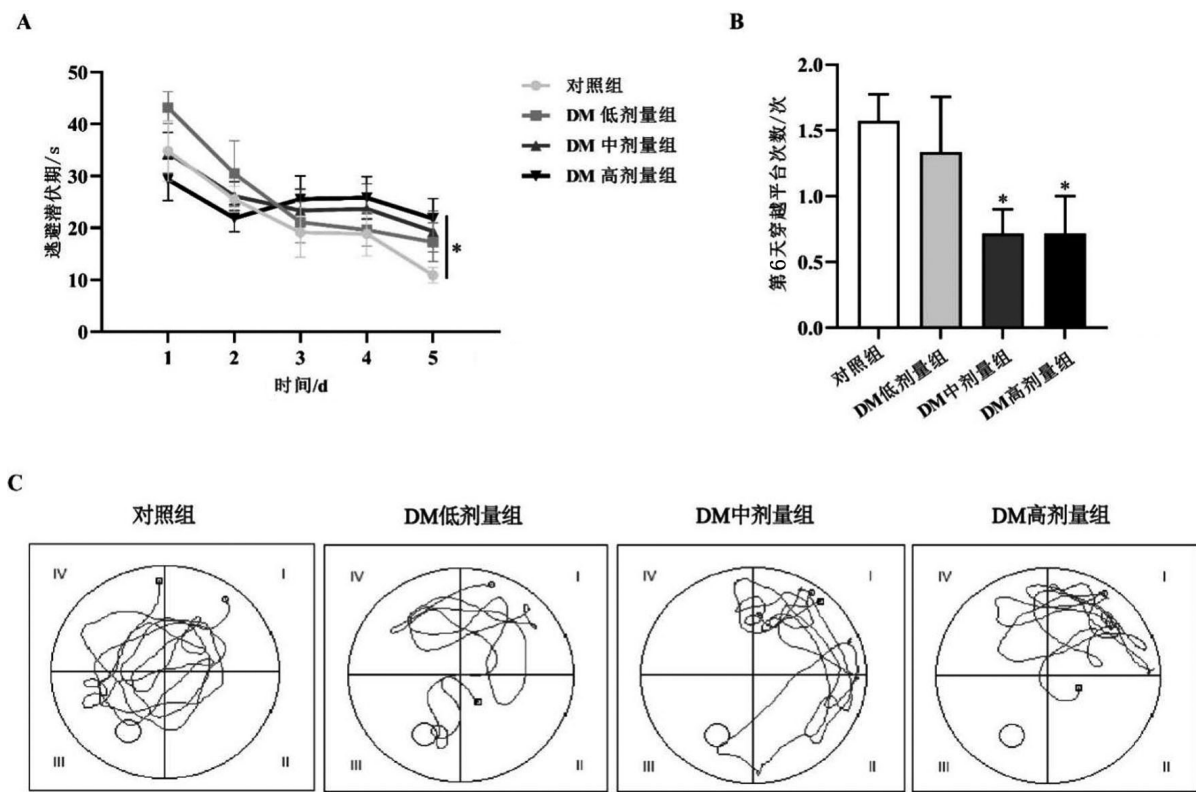 A
50
40
30
20
10
0
逃避潜伏期/s
1 2 3 4 5
时间/d
*
对照组
DM 低剂量组
DM 中剂量组
DM 高剂量组
B
2.0
1.5
1.0
0.5
0.0
第6天穿越平台次数/次
* *
对照组
DM低剂量组
DM中剂量组
DM高剂量组
C
对照组 DM低剂量组 DM中剂量组 DM高剂量组
IV I IV I IV I IV I
III II III II III II III II